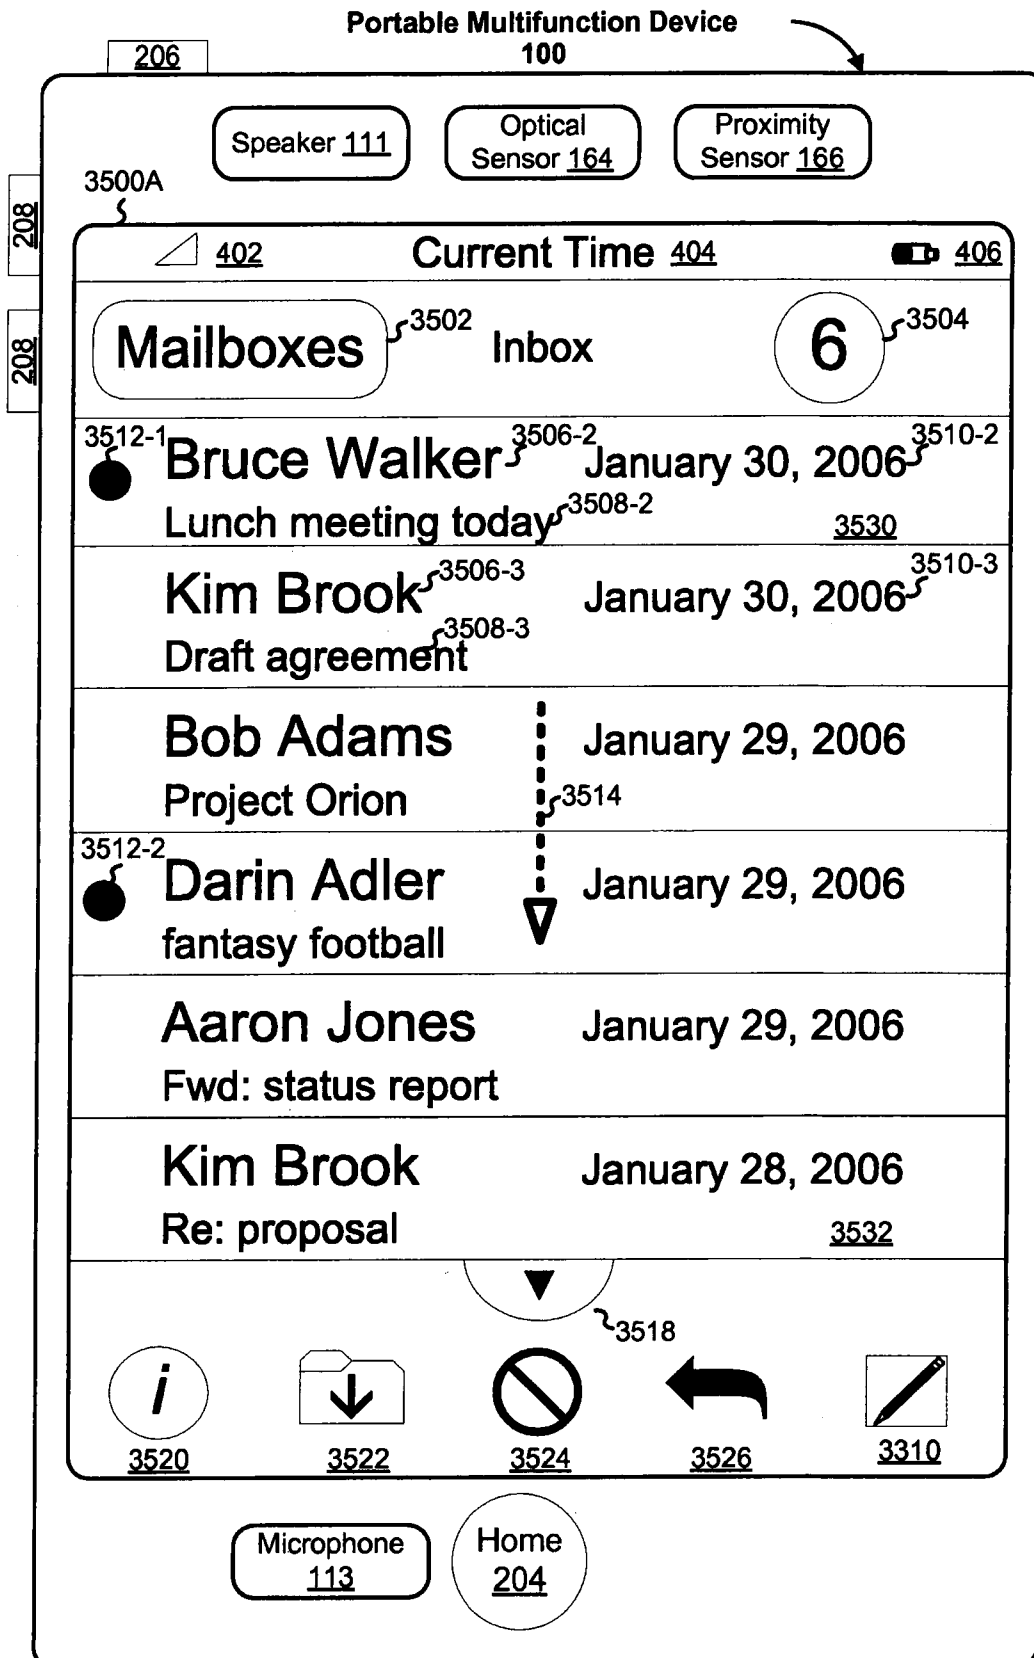 Portable Multifunction Device
100
206
Speaker 111
Optical
Sensor 164
Proximity
Sensor 166
3500A
208
208
402
Current Time 404
406
Mailboxes
3502
Inbox
6
3504
3512-1
Bruce Walker
3506-2
January 30, 2006
3510-2
Lunch meeting today
3508-2
3530
Kim Brook
3506-3
January 30, 2006
3510-3
Draft agreement
3508-3
Bob Adams
January 29, 2006
Project Orion
3514
3512-2
Darin Adler
January 29, 2006
fantasy football
Aaron Jones
January 29, 2006
Fwd: status report
Kim Brook
January 28, 2006
Re: proposal
3532
3518
i
3520
3522
3524
3526
3310
Microphone
113
Home
204